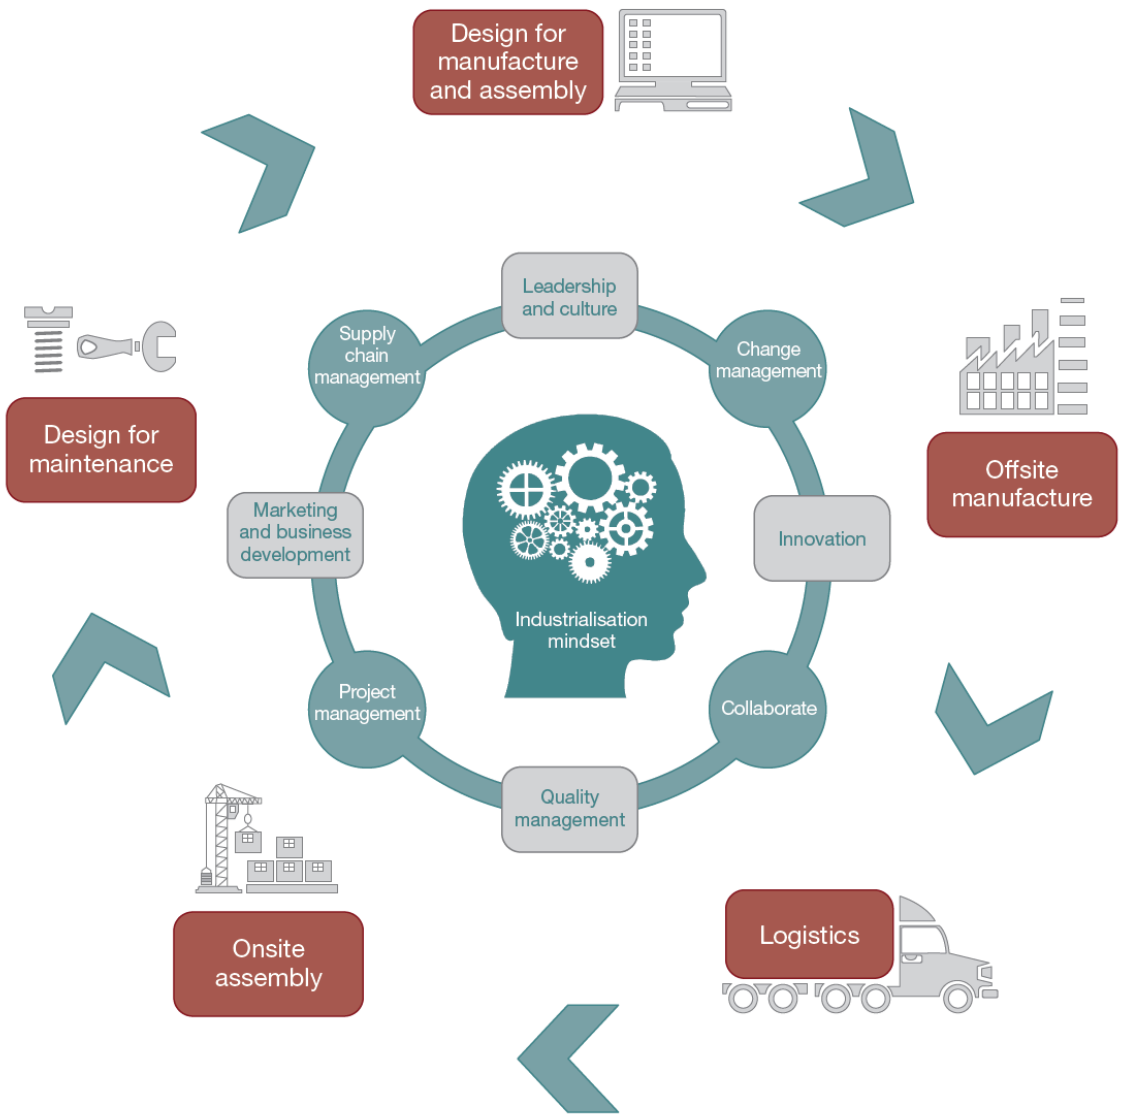 Design for
manufacture
and assembly
Leadership
and culture
Supply
chain
management
Change
management
Design for
maintenance
Offsite
manufacture
Marketing
and business
development
Innovation
Industrialisation
mindset
Project
management
Collaborate
Quality
management
Logistics
Onsite
assembly